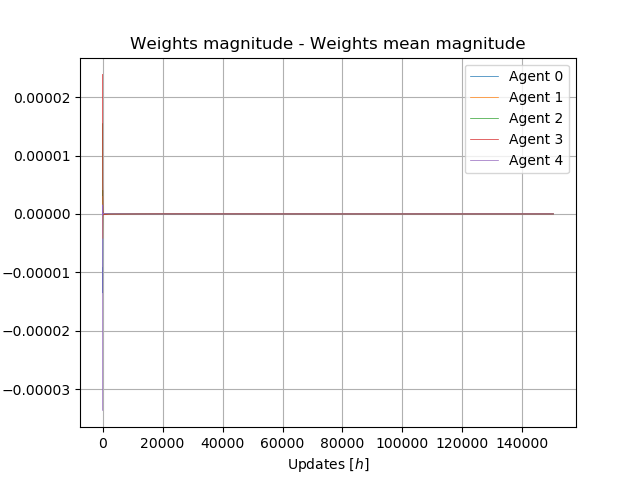 Weights magnitude - Weights mean magnitude
Agent 0
Agent 1
Agent 2
Agent 3
Agent 4
0.00002
0.00001
0.00000
−0.00001
−0.00002
−0.00003
0 20000 40000 60000 80000 100000 120000 140000
Updates [h]